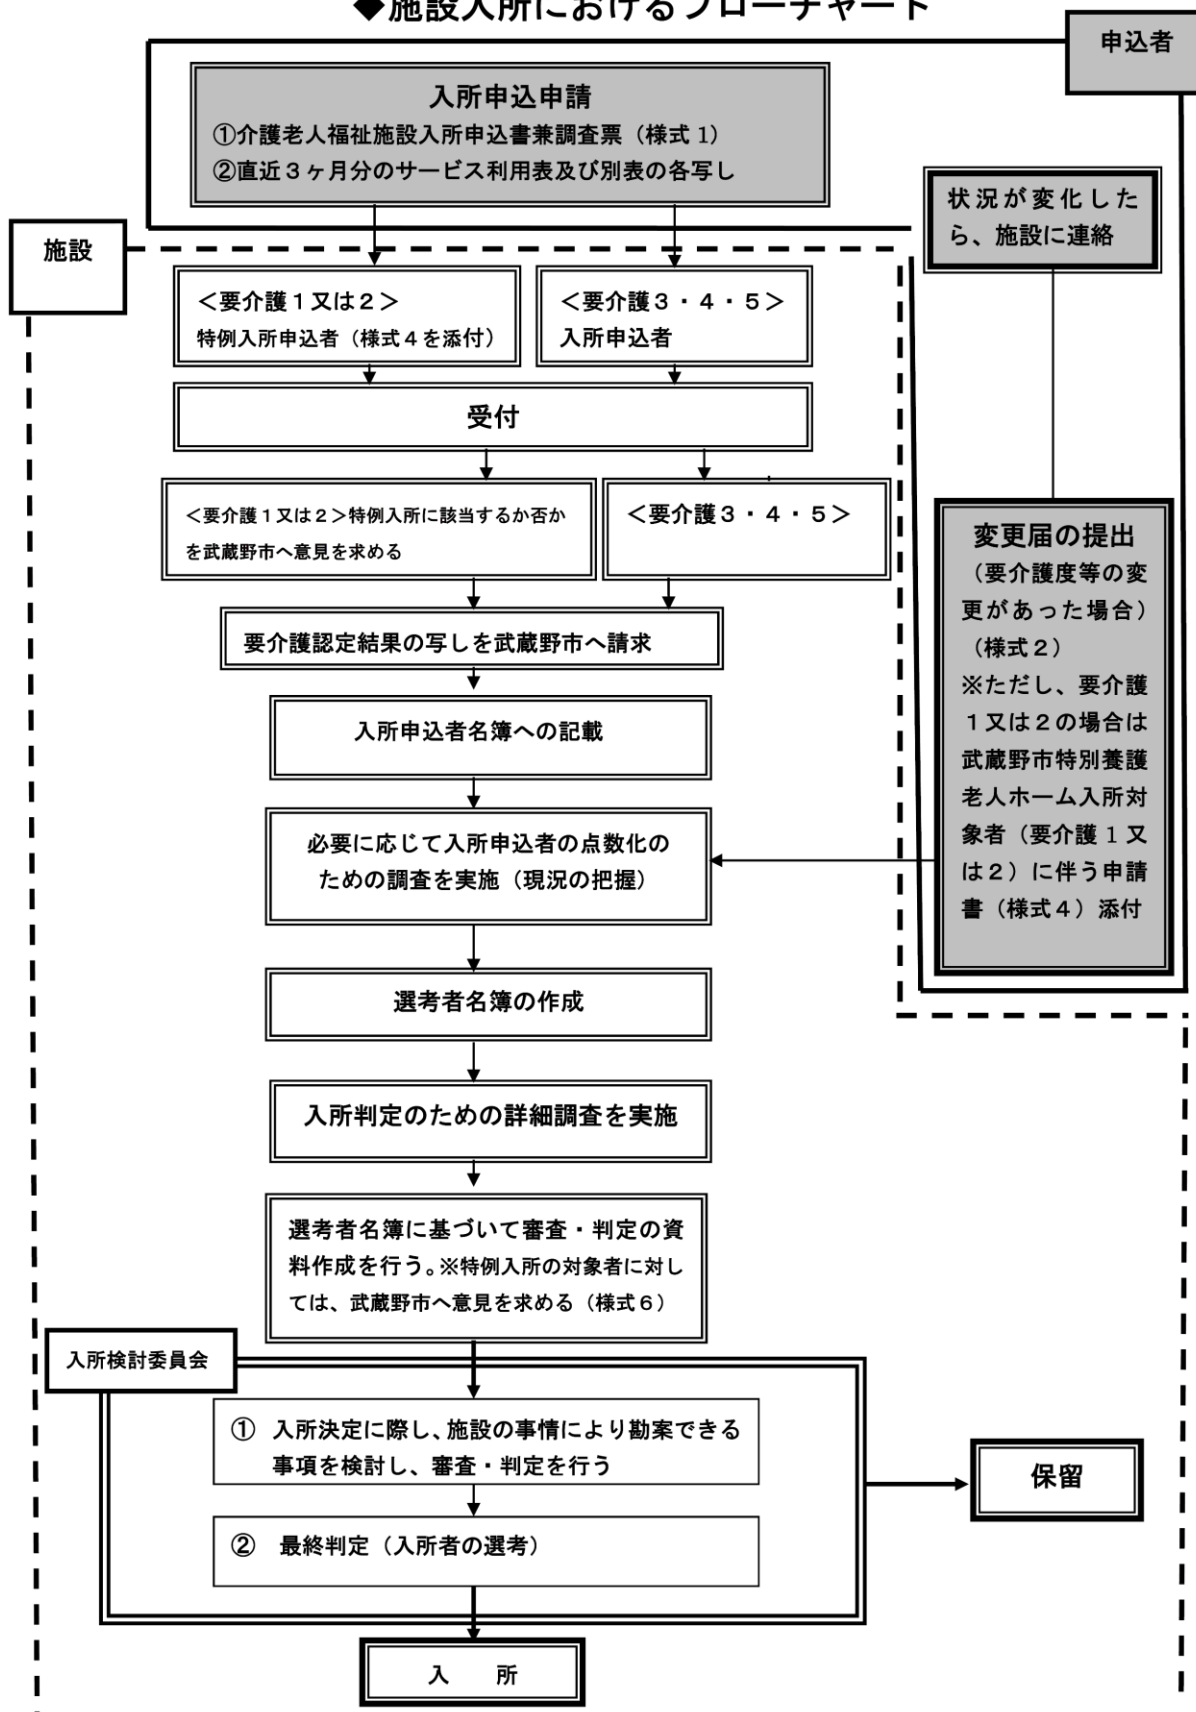 ◆施設入所におけるフローチャート
申込者
入所申込申請
①介護老人福祉施設入所申込書兼調査票（様式１）
②直近３ヶ月分のサービス利用表及び別表の各写し
状況が変化した
ら、施設に連絡
施設
＜要介護１又は２＞
特例入所申込者（様式４を添付）
＜要介護３・４・５＞
入所申込者
受付
＜要介護１又は２＞特例入所に該当するか否か
を武蔵野市へ意見を求める
＜要介護３・４・５＞
変更届の提出
（要介護度等の変
更があった場合）
（様式２）
※ただし、要介護
１又は２の場合は
武蔵野市特別養護
老人ホーム入所対
象者（要介護１又
は２）に伴う申請
書（様式４）添付
要介護認定結果の写しを武蔵野市へ請求
入所申込者名簿への記載
必要に応じて入所申込者の点数化の
ための調査を実施（現況の把握）
選考者名簿の作成
入所判定のための詳細調査を実施
選考者名簿に基づいて審査・判定の資
料作成を行う。※特例入所の対象者に対し
ては、武蔵野市へ意見を求める（様式６）
入所検討委員会
① 入所決定に際し、施設の事情により勘案できる
事項を検討し、審査・判定を行う
② 最終判定（入所者の選考）
保留
入　所